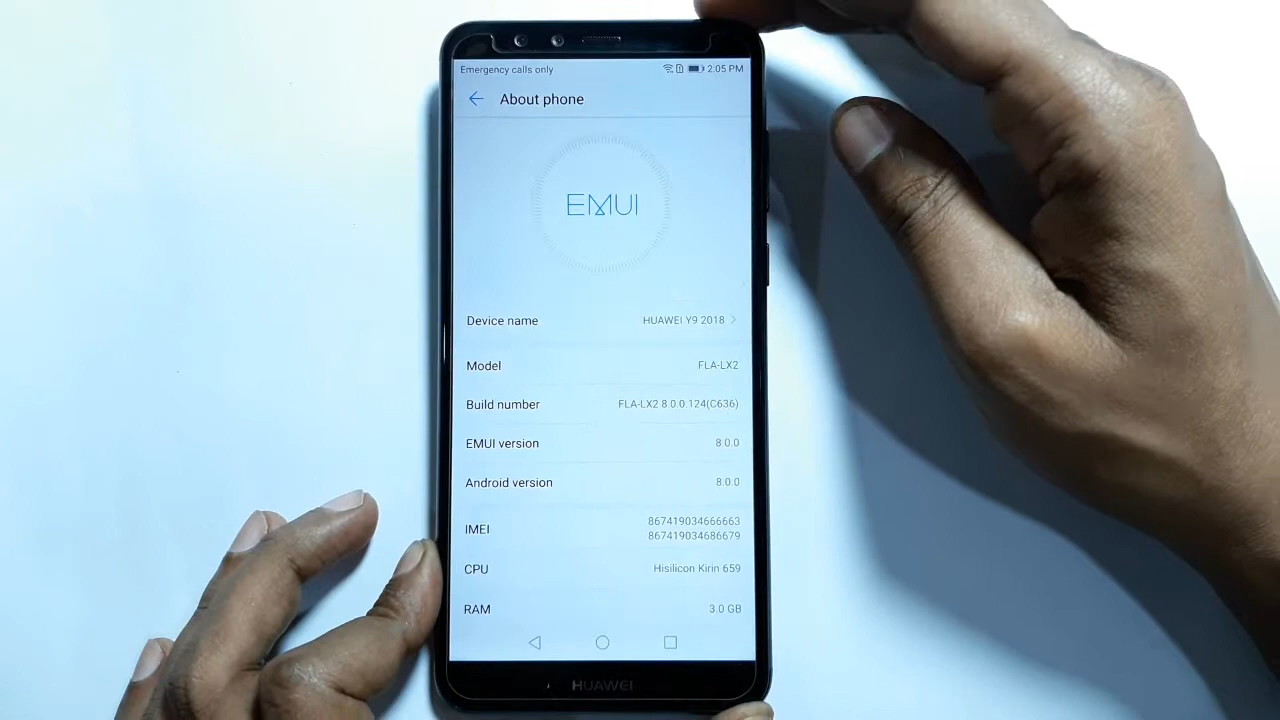 Emergency calls only 2:05 PM
About phone
EMUI
Device name HUAWEI Y9 2018
Model FLA-LX2
Build number FLA-LX2 8.0.0.124(C636)
EMUI version 8.0.0
Android version 8.0.0
IMEI 867419034666663
867419034686679
CPU Hisilicon Kirin 659
RAM 3.0 GB
HUAWEI